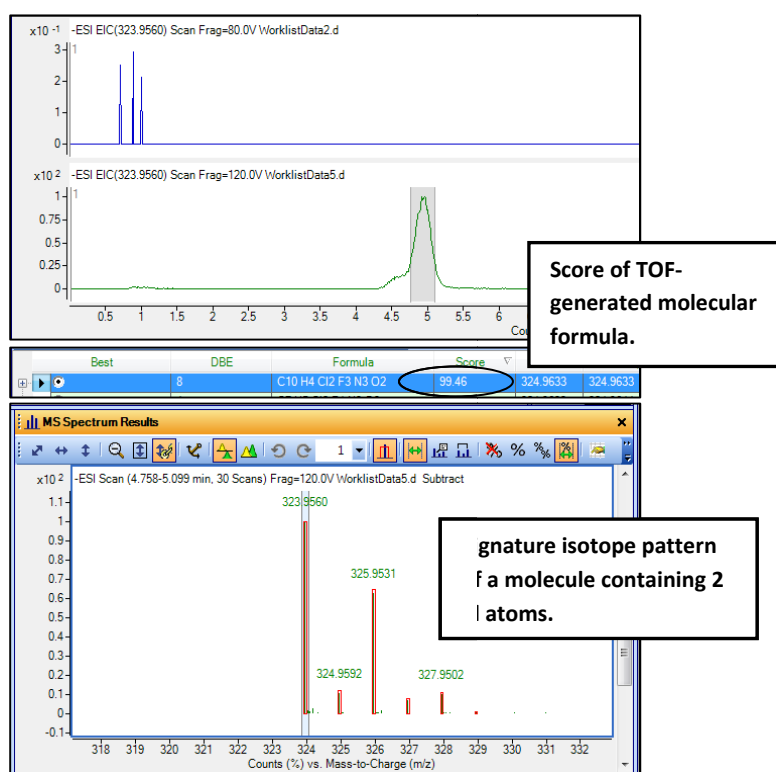 x10 -1 -ESI EIC(323.9560) Scan Frag=80.0V WorklistData2.d
3
1
2
1
0
x10 2 -ESI EIC(323.9560) Scan Frag=120.0V WorklistData5.d
1
1
0.75
0.5
0.25
0
0.5 1 1.5 2 2.5 3 3.5 4 4.5 5 5.5 6
Cou
Score of TOF-
generated molecular
formula.
Best DBE Formula Score
8 C10 H4 Cl2 F3 N3 O2 99.46 324.9633 324.9633
MS Spectrum Results
1
x10 2 -ESI Scan (4.758-5.099 min, 30 Scans) Frag=120.0V WorklistData5.d Subtract
1.1
1
0.9
0.8
0.7
0.6
0.5
0.4
0.3
0.2
0.1
0
-0.1
323.9560
325.9531
324.9592
327.9502
gnature isotope pattern
f a molecule containing 2
l atoms.
318 319 320 321 322 323 324 325 326 327 328 329 330 331 332
Counts (%) vs. Mass-to-Charge (m/z)